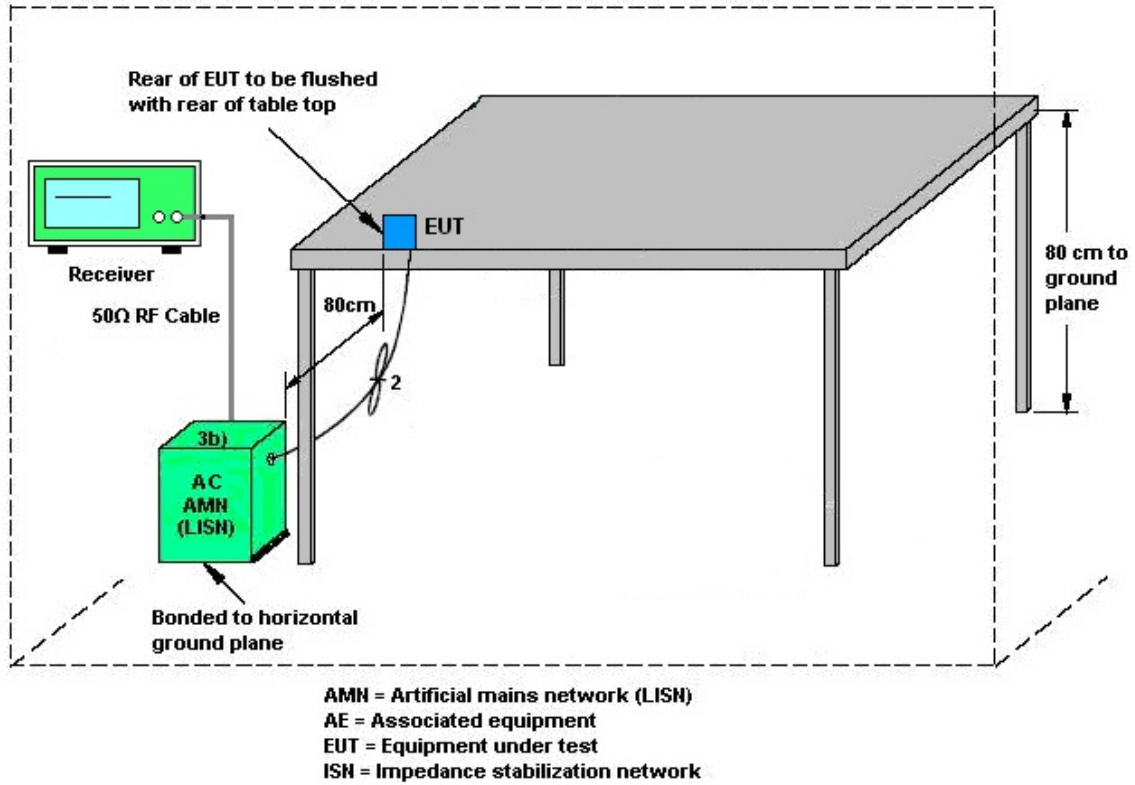 Rear of EUT to be flushed
with rear of table top
EUT
Receiver
50Ω RF Cable
80cm
80 cm to
ground
plane
2
3b)
AC
AMN
(LISN)
Bonded to horizontal
ground plane
AMN = Artificial mains network (LISN)
AE = Associated equipment
EUT = Equipment under test
ISN = Impedance stabilization network